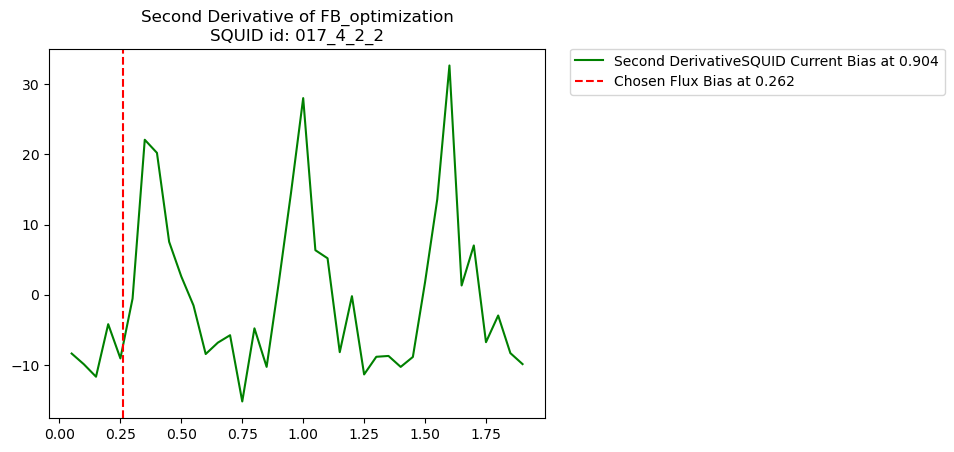 Second Derivative of FB_optimization
SQUID id: 017_4_2_2
Second DerivativeSQUID Current Bias at 0.904
Chosen Flux Bias at 0.262
30
20
10
0
−10
0.00 0.25 0.50 0.75 1.00 1.25 1.50 1.75